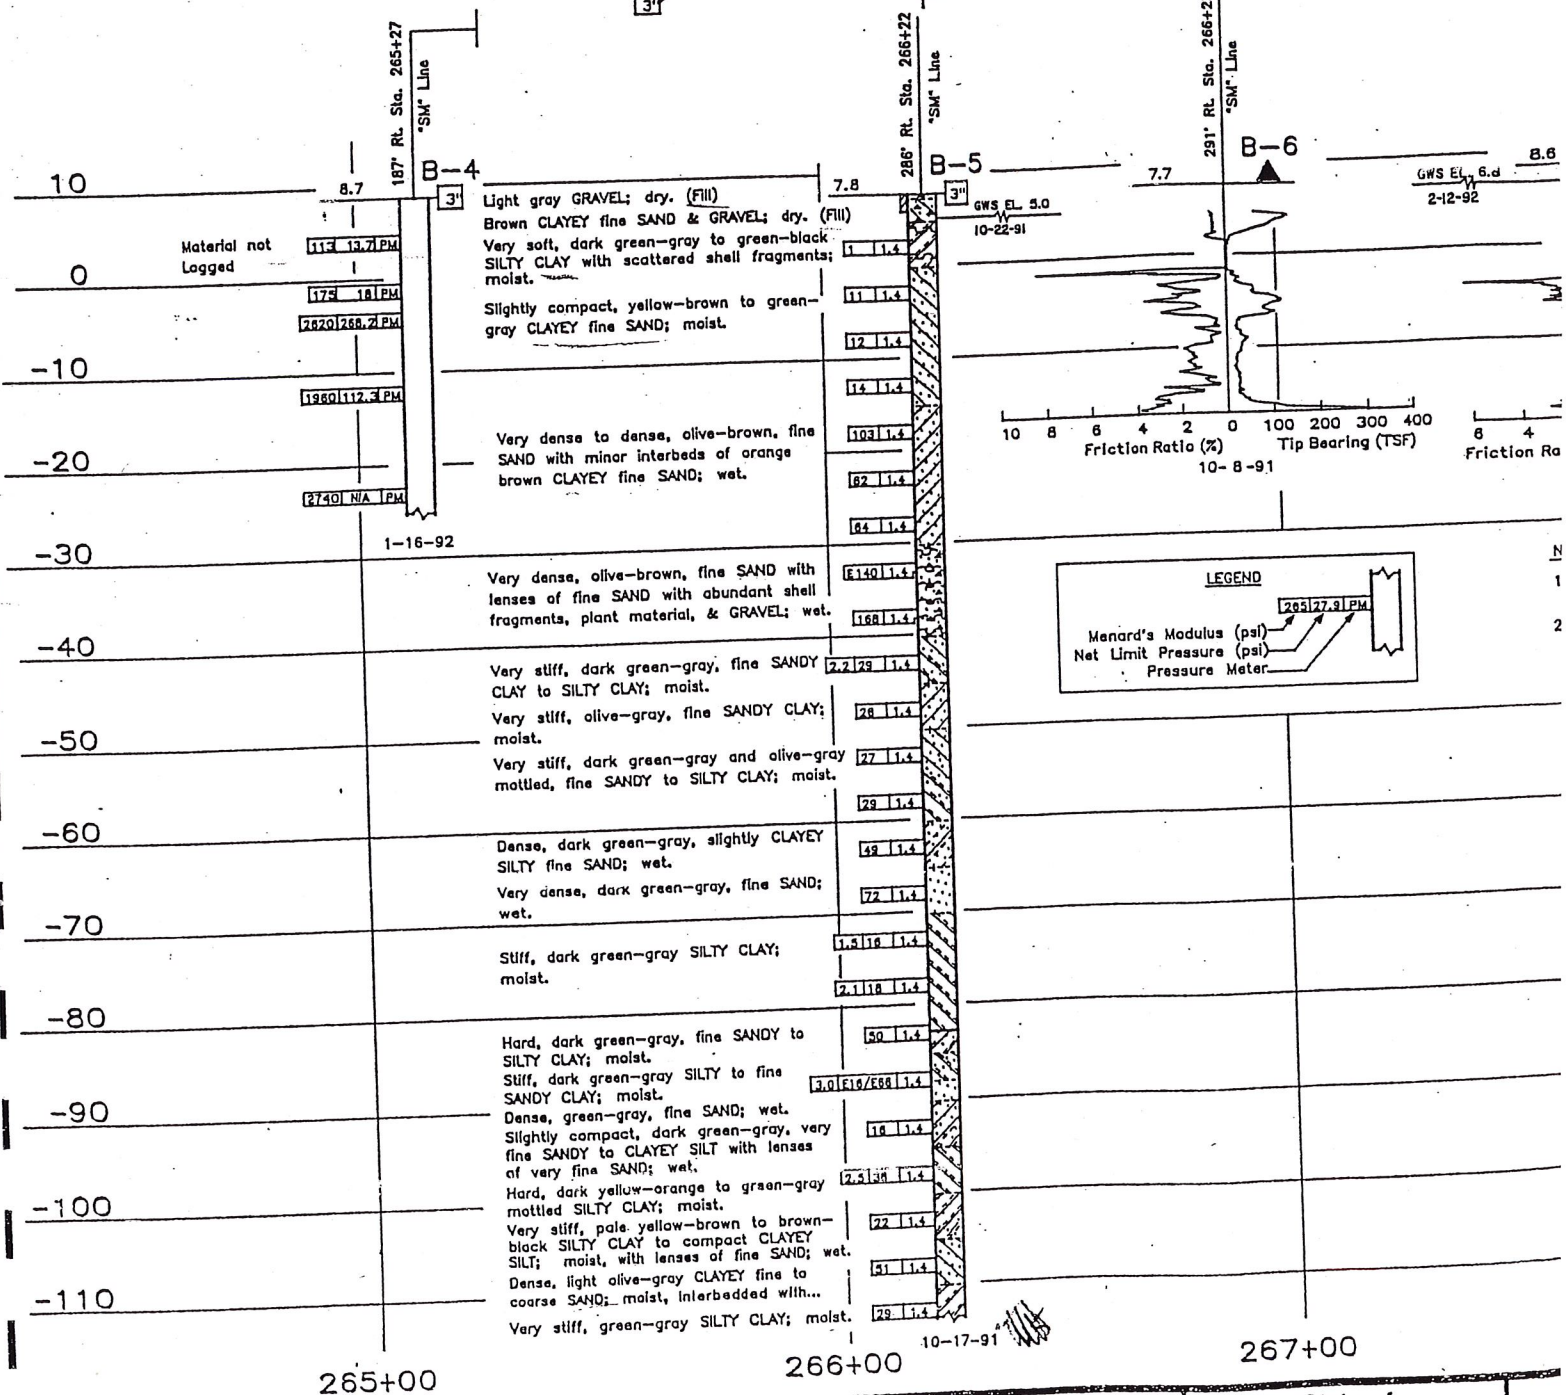 3"
187' Rt. Sta. 265+27
"SM" Line
286' Rt. Sta. 266+22
"SM" Line
291' Rt. Sta. 266+2
"SM" Line
B-4
B-5
B-6
10
0
-10
-20
-30
-40
-50
-60
-70
-80
-90
-100
-110
8.7
3"
Material not
Logged
113 13.7 PM
175 18 PM
2620 268.2 PM
1960 112.3 PM
2740 N/A PM
1-16-92
7.8
3"
GWS EL. 5.0
10-22-91
Light gray GRAVEL; dry. (Fill)
Brown CLAYEY fine SAND & GRAVEL; dry. (Fill)
Very soft, dark green-gray to green-black
SILTY CLAY with scattered shell fragments;
moist.
Slightly compact, yellow-brown to green-
gray CLAYEY fine SAND; moist.
Very dense to dense, olive-brown, fine
SAND with minor interbeds of orange
brown CLAYEY fine SAND; wet.
Very dense, olive-brown, fine SAND with
lenses of fine SAND with abundant shell
fragments, plant material, & GRAVEL; wet.
Very stiff, dark green-gray, fine SANDY
CLAY to SILTY CLAY; moist.
Very stiff, olive-gray, fine SANDY CLAY;
moist.
Very stiff, dark green-gray and olive-gray
mottled, fine SANDY to SILTY CLAY; moist.
Dense, dark green-gray, slightly CLAYEY
SILTY fine SAND; wet.
Very dense, dark green-gray, fine SAND;
wet.
Stiff, dark green-gray SILTY CLAY;
moist.
Hard, dark green-gray, fine SANDY to
SILTY CLAY; moist.
Stiff, dark green-gray SILTY to fine
SANDY CLAY; moist.
Dense, green-gray, fine SAND; wet.
Slightly compact, dark green-gray, very
fine SANDY to CLAYEY SILT with lenses
of very fine SAND; wet.
Hard, dark yellow-orange to green-gray
mottled SILTY CLAY; moist.
Very stiff, pale yellow-brown to brown-
black SILTY CLAY to compact CLAYEY
SILT; moist, with lenses of fine SAND; wet.
Dense, light olive-gray CLAYEY fine to
coarse SAND; moist, interbedded with...
Very stiff, green-gray SILTY CLAY; moist.
1 1.4
11 1.4
12 1.4
14 1.4
103 1.4
82 1.4
64 1.4
E140 1.4
168 1.4
2.2 29 1.4
26 1.4
27 1.4
29 1.4
49 1.4
72 1.4
1.5 16 1.4
2.1 18 1.4
50 1.4
3.0 E16/E66 1.4
16 1.4
2.5 38 1.4
22 1.4
51 1.4
29 1.4
10-17-91
7.7
10 8 6 4 2 0 100 200 300 400
Friction Ratio (%) Tip Bearing (TSF)
10-8-91
8.6
GWS EL. 6.d
2-12-92
6 4
Friction Ra
LEGEND
265 27.9 PM
Menard's Modulus (psi)
Net Limit Pressure (psi)
Pressure Meter
N
1
2
265+00
266+00
267+00